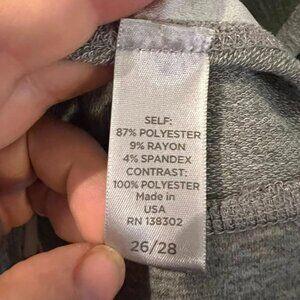 SELF:
87% POLYESTER
9% RAYON
4% SPANDEX
CONTRAST:
100% POLYESTER
Made in
USA
RN 138302
26/28